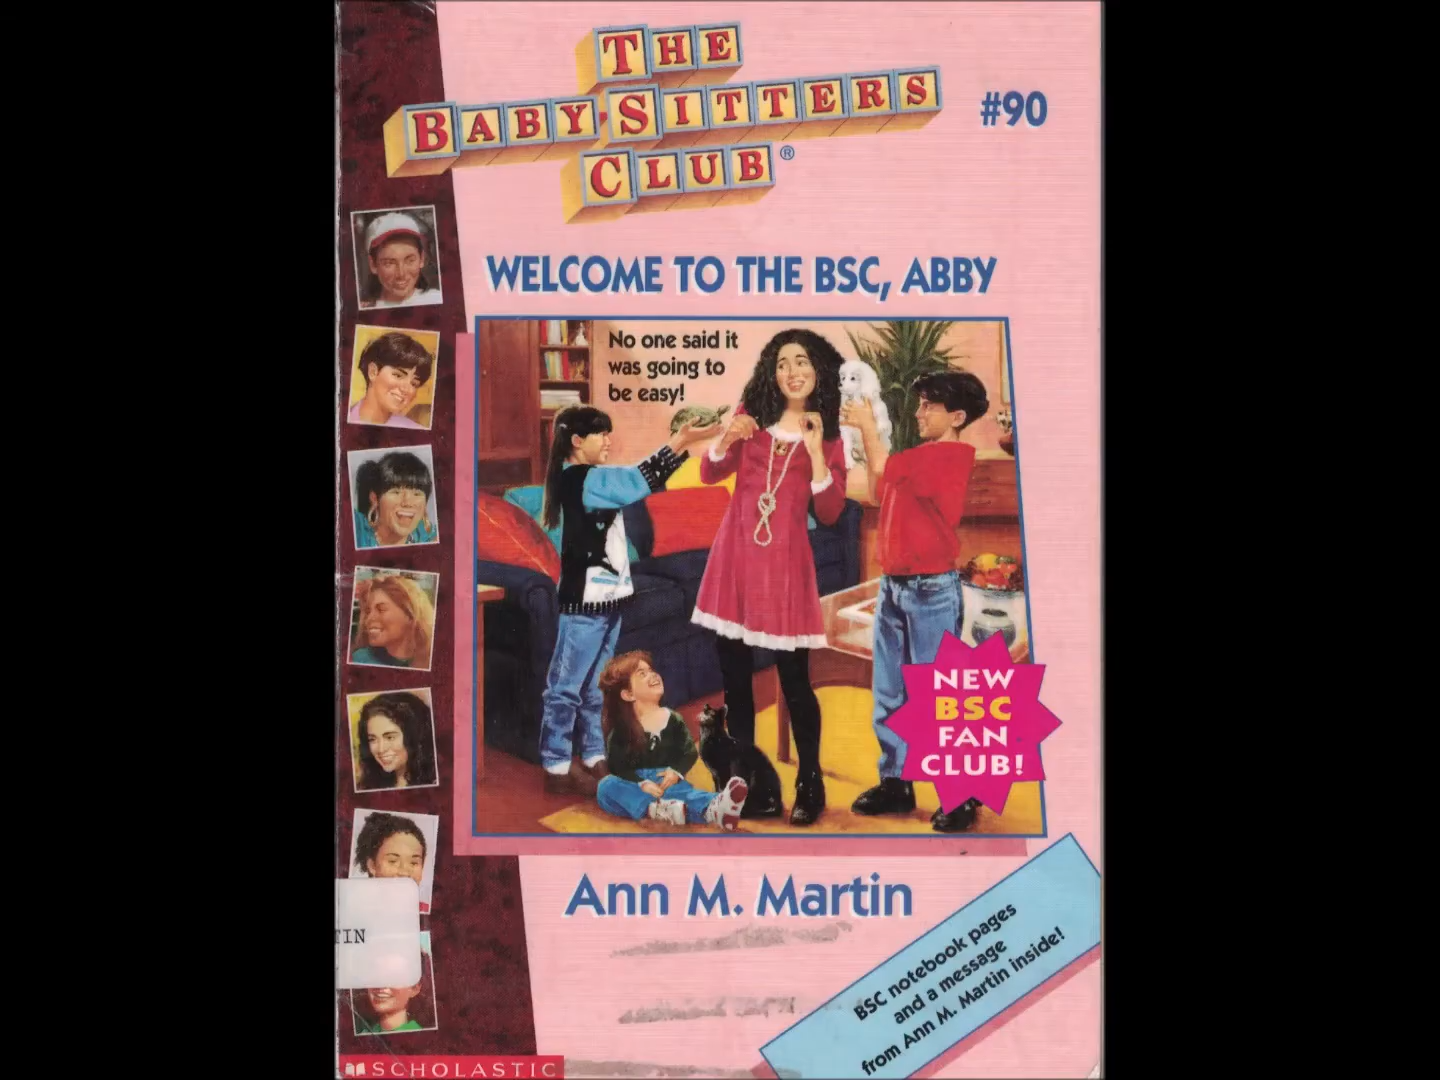 THE
BABY-SITTERS
CLUB®
#90
WELCOME TO THE BSC, ABBY
No one said it
was going to
be easy!
NEW
BSC
FAN
CLUB!
Ann M. Martin
TIN
BSC notebook pages
and a message
from Ann M. Martin inside!
SCHOLASTIC